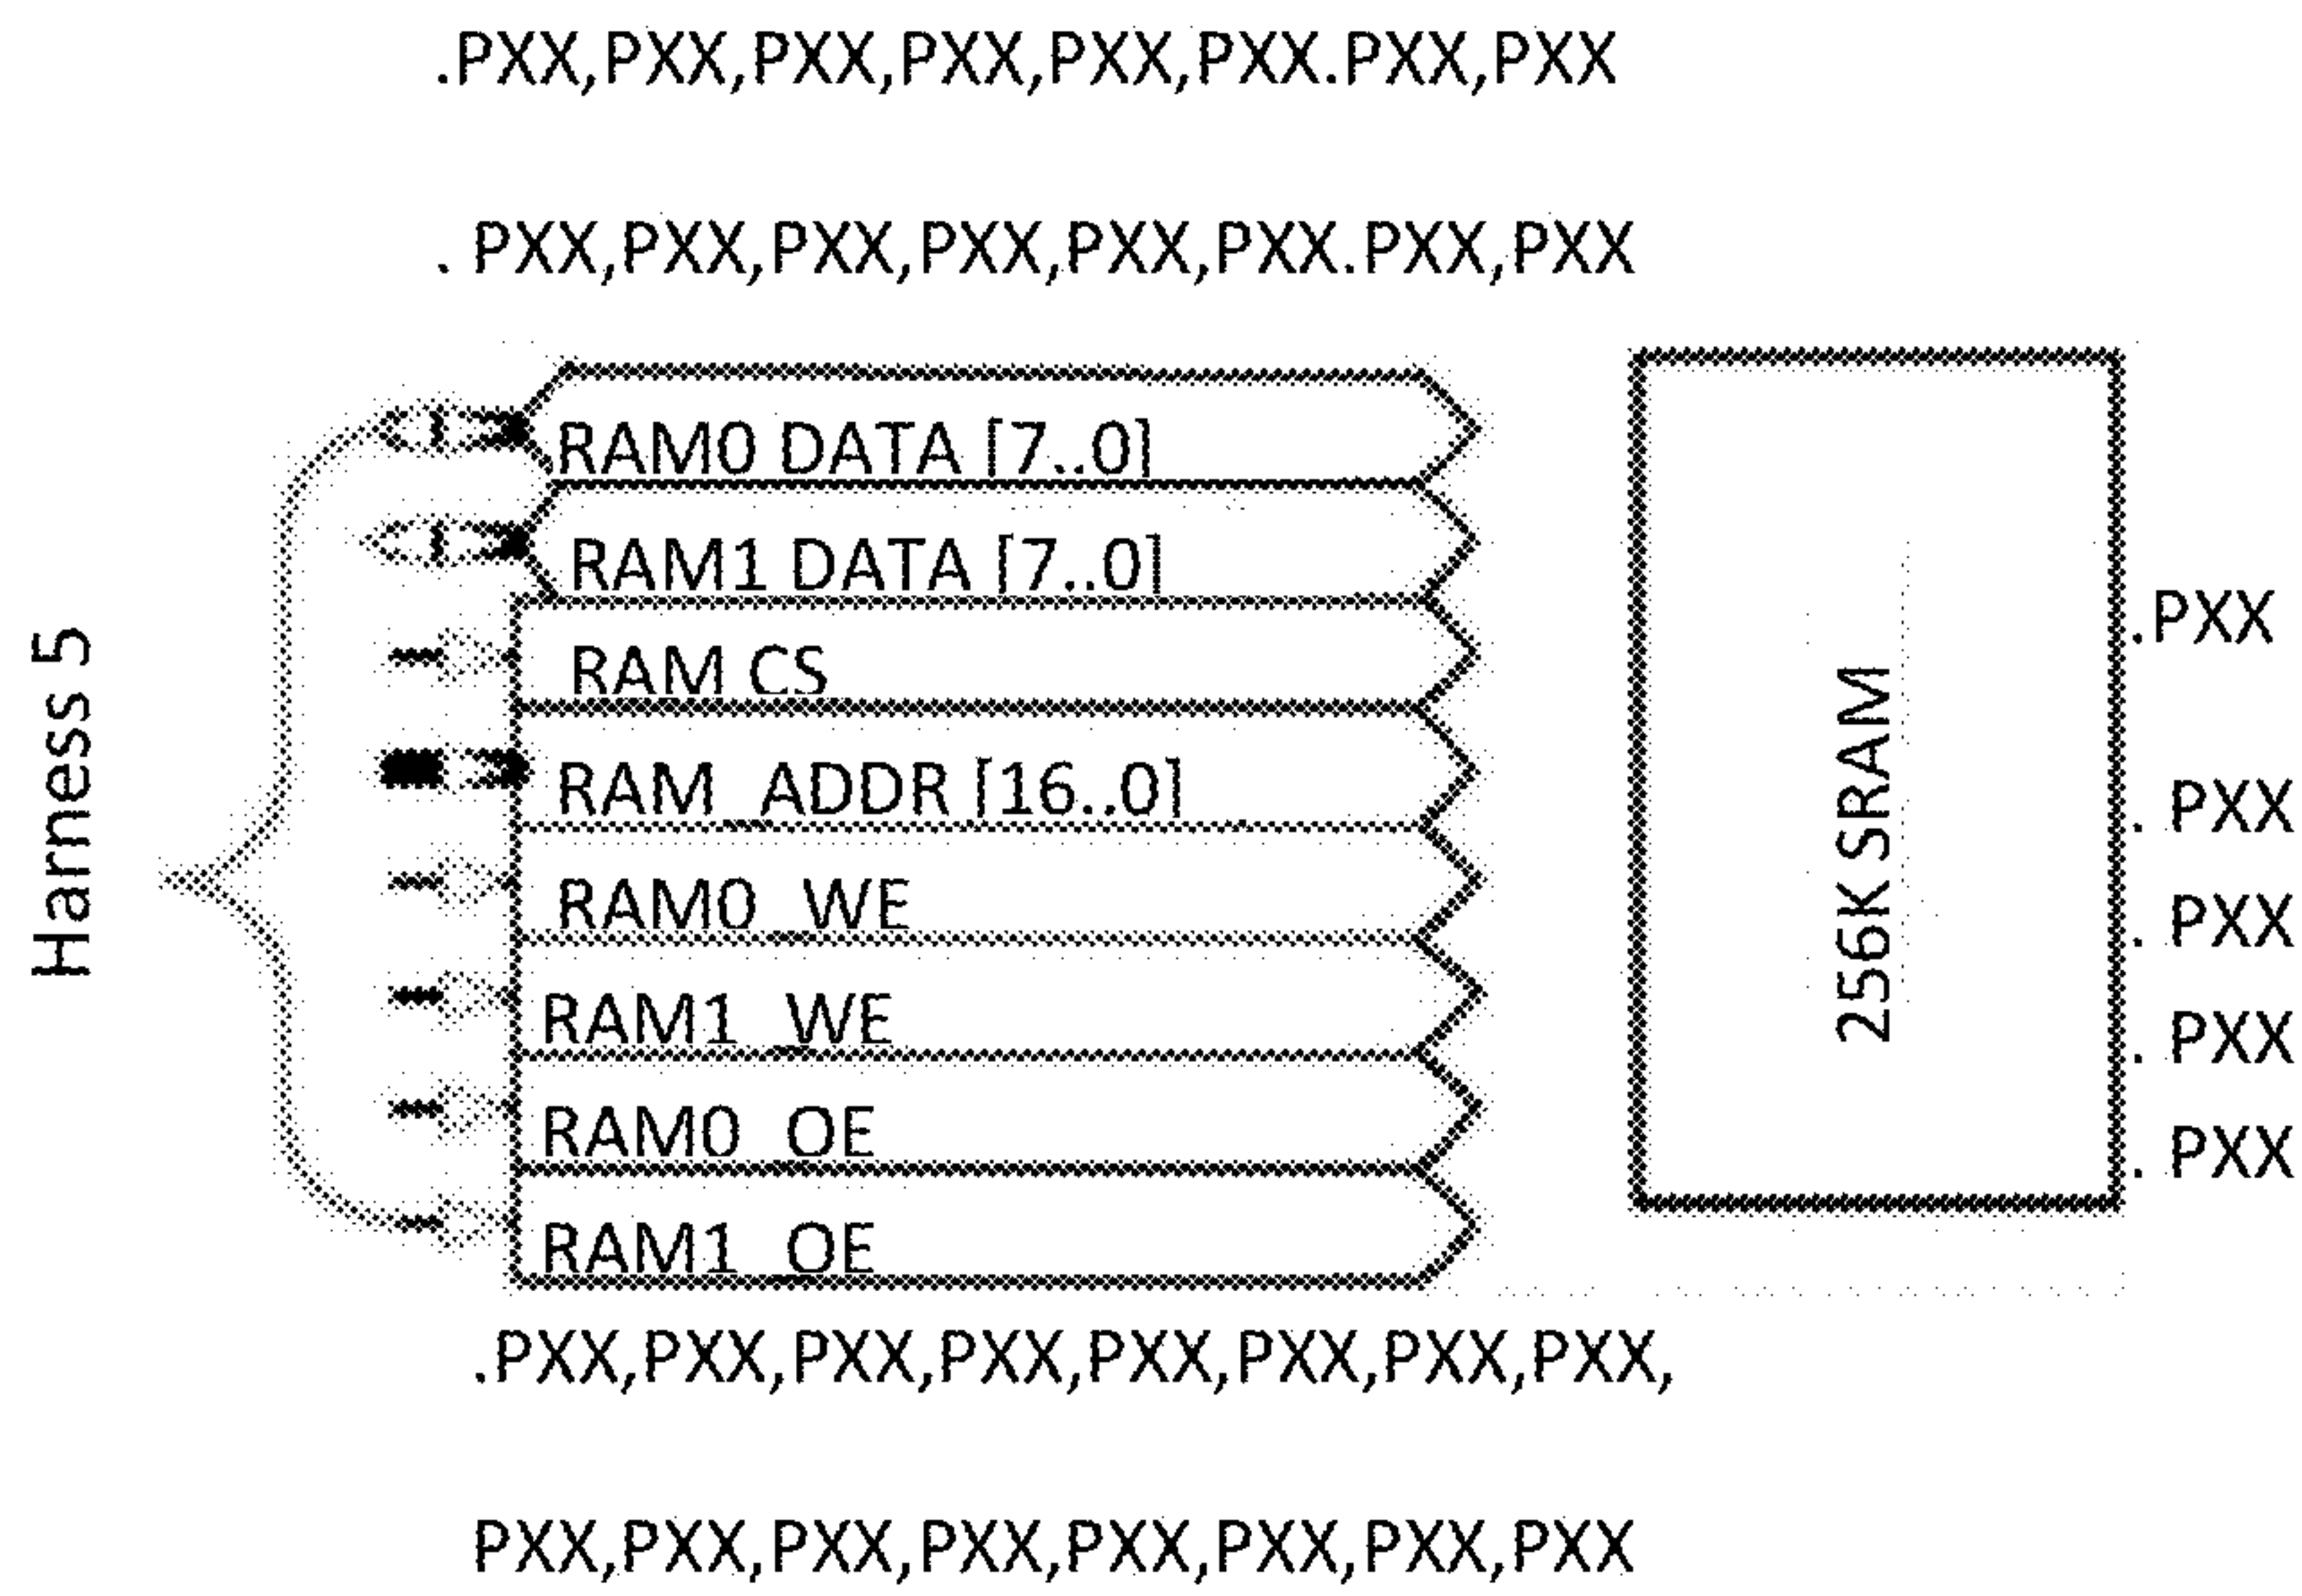 .PXX,PXX,PXX,PXX,PXX,PXX.PXX,PXX
. PXX,PXX,PXX,PXX,PXX,PXX.PXX,PXX
Harness 5
RAM0 DATA [7..0]
RAM1 DATA [7..0]
RAM CS
RAM_ADDR [16..0]
RAM0_WE
RAM1_WE
RAM0_OE
RAM1_OE
256K SRAM
.PXX
. PXX
. PXX
. PXX
. PXX
.PXX,PXX,PXX,PXX,PXX,PXX,PXX,PXX,
PXX,PXX,PXX,PXX,PXX,PXX,PXX,PXX